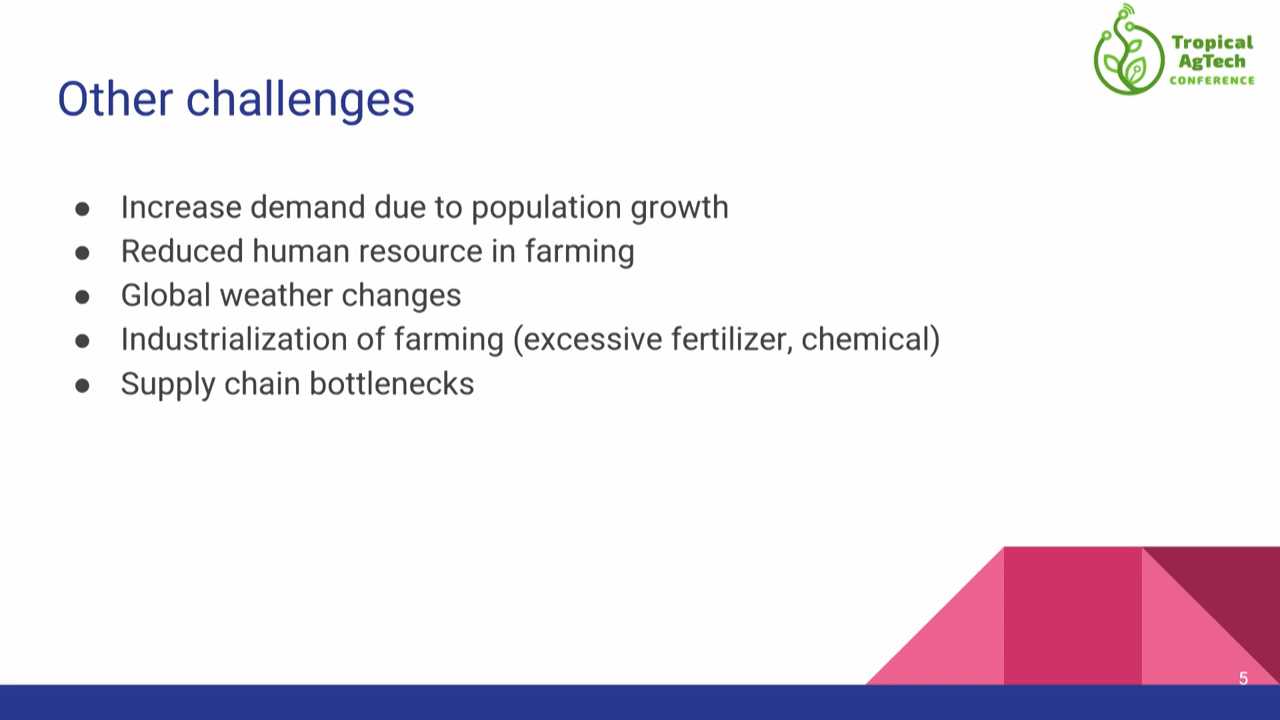 Tropical
AgTech
CONFERENCE
Other challenges
● Increase demand due to population growth
● Reduced human resource in farming
● Global weather changes
● Industrialization of farming (excessive fertilizer, chemical)
● Supply chain bottlenecks
5